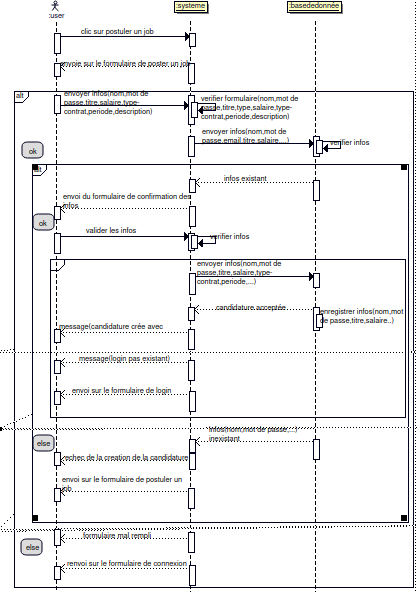 :user
:systeme
:basededonnée
clic sur postuler un job
envoie sur le formulaire de poster un job
alt
envoyer infos(nom,mot de
passe,titre,salaire,type-
contrat,periode,description)
verifier formulaire(nom,mot de
passe,type,titre,salaire,type-
contrat,periode,description)
envoyer infos(nom,mot de
passe,email,titre,salaire,...)
verifier infos
ok
alt
infos existant
envoi du formulaire de confirmation des
infos
ok
valider les infos
verifier infos
envoyer infos(nom,mot de
passe,titre,salaire,type-
contrat,periode,...)
candidature acceptée
enregistrer infos(nom,mot
de passe,titre,salaire..)
message(candidature crée avec
message(login pas existant)
envoi sur le formulaire de login
infos(nom,mot de passe,...)
inexistant
else
echec de la creation de la candidature
envoi sur le formulaire de postuler un
job
formulaire mal rempli
else
renvoi sur le formulaire de connexion